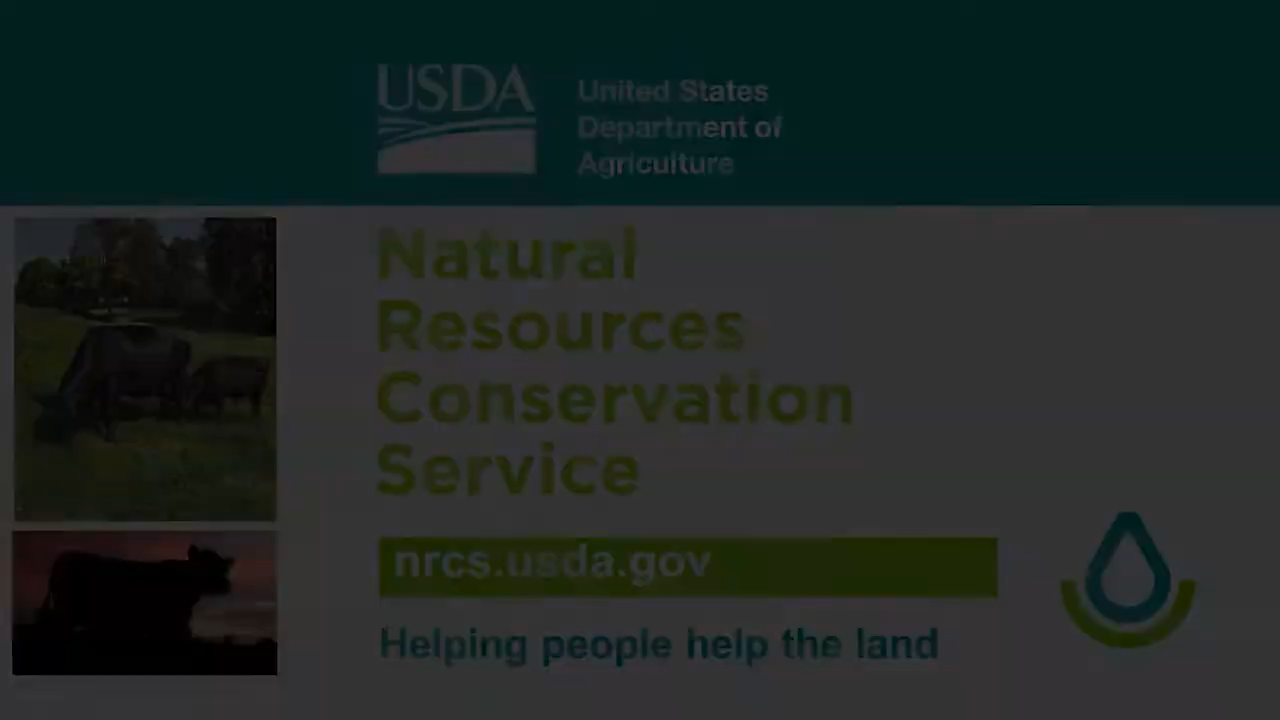 USDA
United States
Department of
Agriculture
Natural
Resources
Conservation
Service
nrcs.usda.gov
Helping people help the land